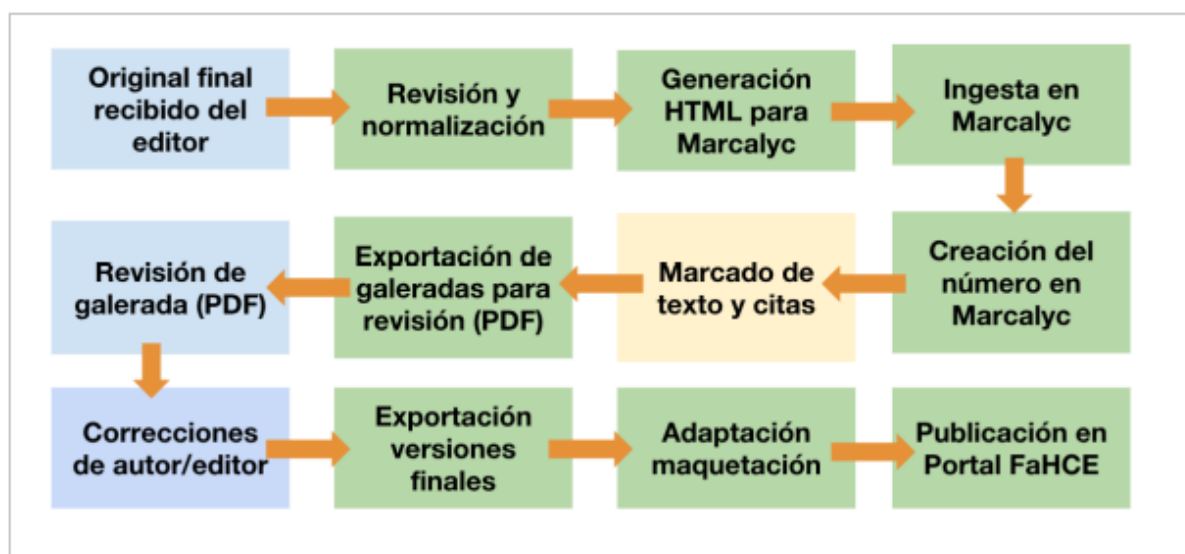 Original final
recibido del
editor
Revisión y
normalización
Generación
HTML para
Marcalyc
Ingesta en
Marcalyc
Creación del
número en
Marcalyc
Marcado de
texto y citas
Exportación de
galeradas para
revisión (PDF)
Revisión de
galerada (PDF)
Correcciones
de autor/editor
Exportación
versiones
finales
Adaptación
maquetación
Publicación en
Portal FaHCE